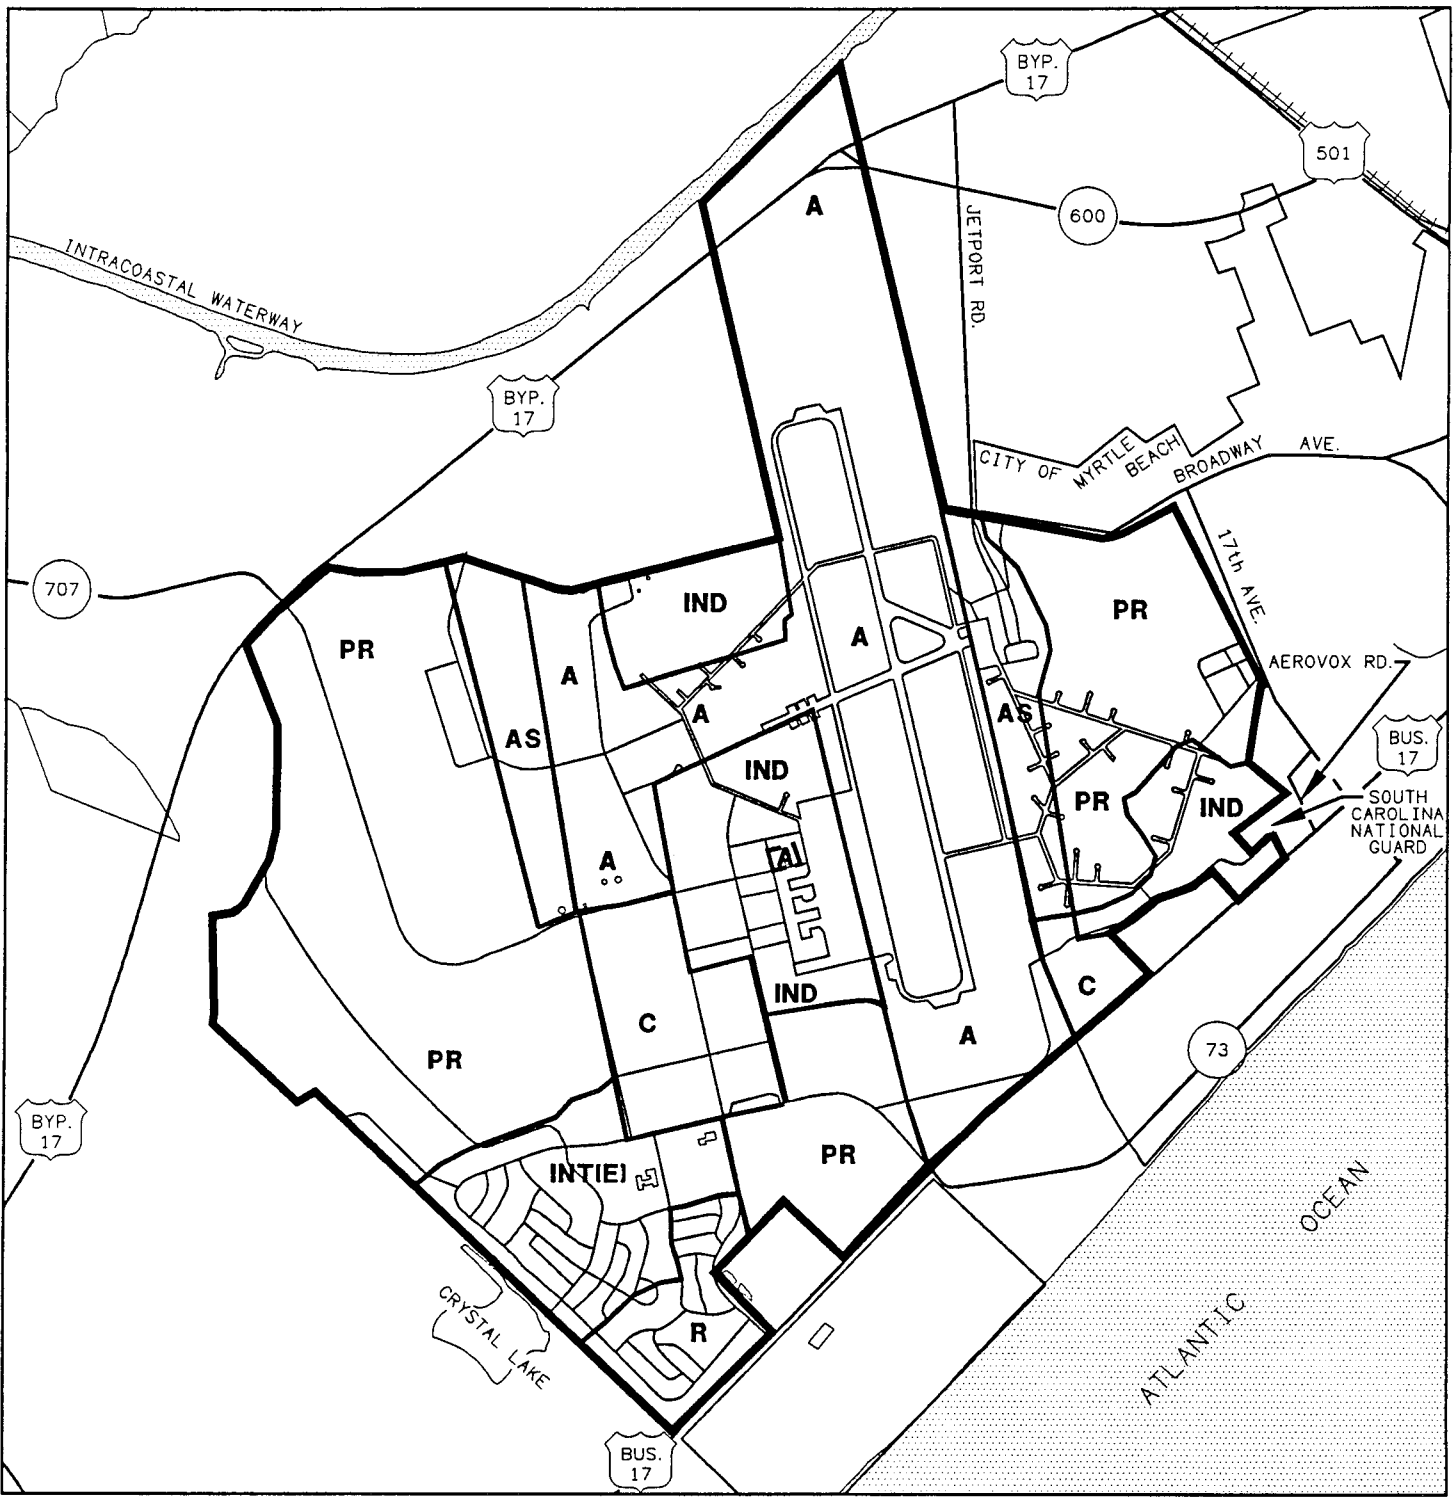 BYP.
17
501
A
600
JETPORT RD.
INTRACOASTAL WATERWAY
BYP.
17
CITY OF MYRTLE
BEACH
BROADWAY AVE.
17th AVE.
707
IND
PR
PR
A
A
AEROVOX RD.
AS
A
AS
BUS.
17
IND
PR
IND
SOUTH
CAROLINA
NATIONAL
GUARD
A
A
IND
C
C
A
PR
73
BYP.
17
INT(E)
PR
OCEAN
ATLANTIC
CRYSTAL LAKE
R
BUS.
17